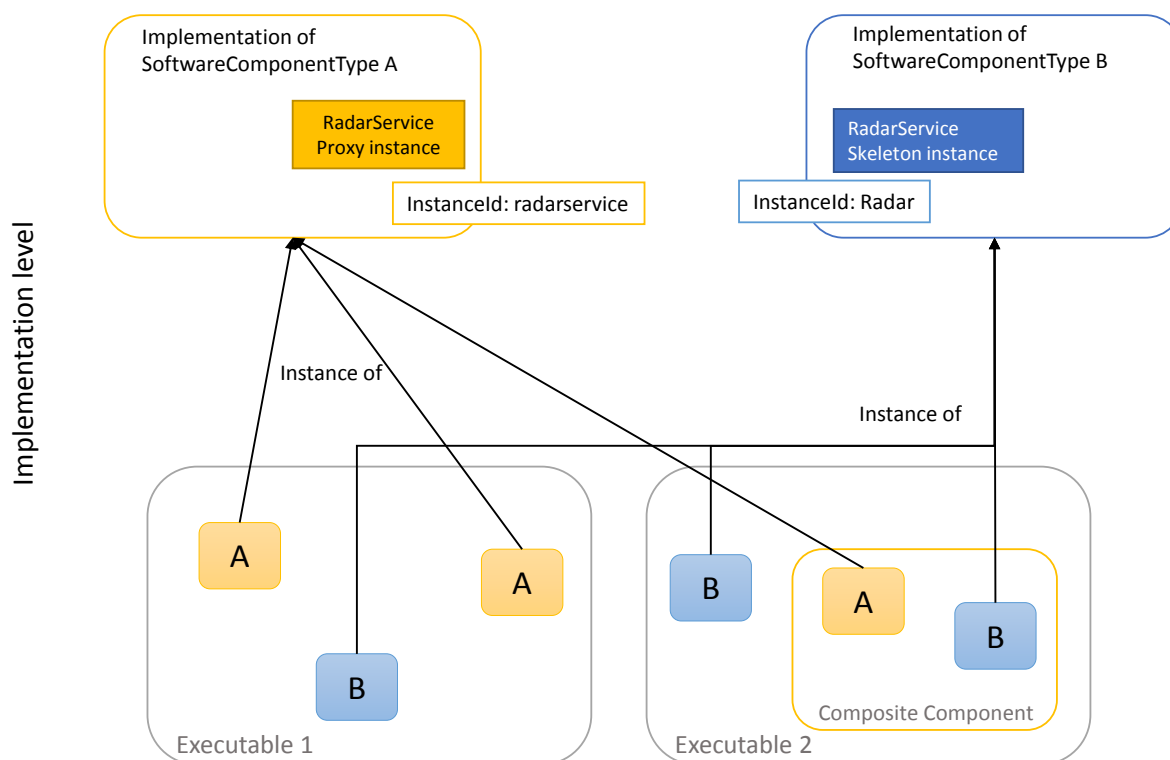 Implementation of
SoftwareComponentType A
RadarService
Proxy instance
InstanceId: radarservice
Implementation of
SoftwareComponentType B
RadarService
Skeleton instance
InstanceId: Radar
Implementation level
Instance of
Instance of
A
A
B
Executable 1
B
A
B
Composite Component
Executable 2